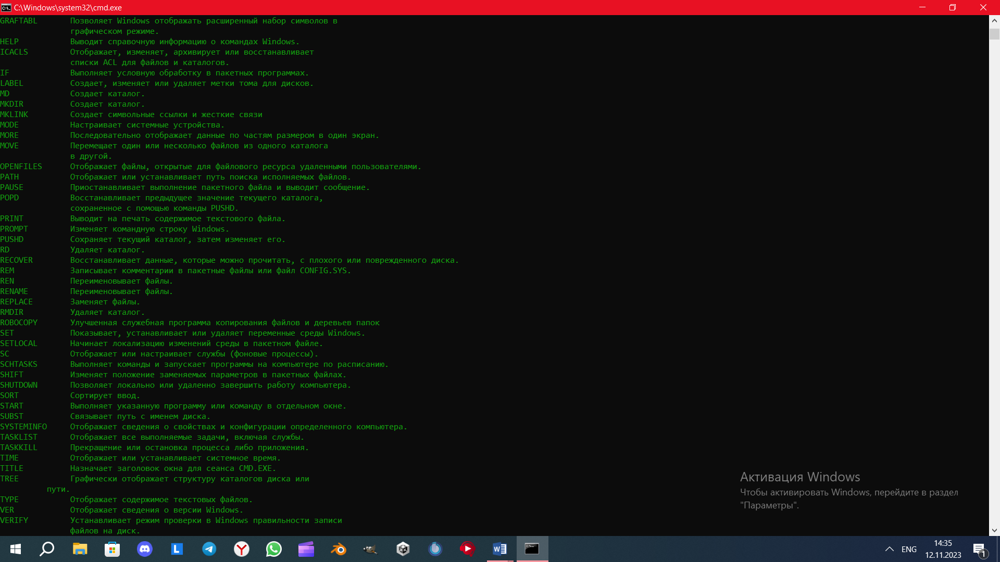 C:\Windows\system32\cmd.exe
GRAFTABL       Позволяет Windows отображать расширенный набор символов в
               графическом режиме.
HELP           Выводит справочную информацию о командах Windows.
ICACLS         Отображает, изменяет, архивирует или восстанавливает
               списки ACL для файлов и каталогов.
IF             Выполняет условную обработку в пакетных программах.
LABEL          Создает, изменяет или удаляет метки тома для дисков.
MD             Создает каталог.
MKDIR          Создает каталог.
MKLINK         Создает символьные ссылки и жесткие связи
MODE           Настраивает системные устройства.
MORE           Последовательно отображает данные по частям размером в один экран.
MOVE           Перемещает один или несколько файлов из одного каталога
               в другой.
OPENFILES      Отображает файлы, открытые для файлового ресурса удаленными пользователями.
PATH           Отображает или устанавливает путь поиска исполняемых файлов.
PAUSE          Приостанавливает выполнение пакетного файла и выводит сообщение.
POPD           Восстанавливает предыдущее значение текущего каталога,
               сохраненное с помощью команды PUSHD.
PRINT          Выводит на печать содержимое текстового файла.
PROMPT         Изменяет командную строку Windows.
PUSHD          Сохраняет текущий каталог, затем изменяет его.
RD             Удаляет каталог.
RECOVER        Восстанавливает данные, которые можно прочитать, с плохого или поврежденного диска.
REM            Записывает комментарии в пакетные файлы или файл CONFIG.SYS.
REN            Переименовывает файлы.
RENAME         Переименовывает файлы.
REPLACE        Заменяет файлы.
RMDIR          Удаляет каталог.
ROBOCOPY       Улучшенная служебная программа копирования файлов и деревьев папок
SET            Показывает, устанавливает или удаляет переменные среды Windows.
SETLOCAL       Начинает локализацию изменений среды в пакетном файле.
SC             Отображает или настраивает службы (фоновые процессы).
SCHTASKS       Выполняет команды и запускает программы на компьютере по расписанию.
SHIFT          Изменяет положение заменяемых параметров в пакетных файлах.
SHUTDOWN       Позволяет локально или удаленно завершить работу компьютера.
SORT           Сортирует ввод.
START          Выполняет указанную программу или команду в отдельном окне.
SUBST          Связывает путь с именем диска.
SYSTEMINFO     Отображает сведения о свойствах и конфигурации определенного компьютера.
TASKLIST       Отображает все выполняемые задачи, включая службы.
TASKKILL       Прекращение или остановка процесса либо приложения.
TIME           Отображает или устанавливает системное время.
TITLE          Назначает заголовок окна для сеанса CMD.EXE.
TREE           Графически отображает структуру каталогов диска или
          пути.
TYPE           Отображает содержимое текстовых файлов.
VER            Отображает сведения о версии Windows.
VERIFY         Устанавливает режим проверки в Windows правильности записи
               файлов на диск.
Активация Windows
Чтобы активировать Windows, перейдите в раздел
"Параметры".
ENG
14:35
12.11.2023
1